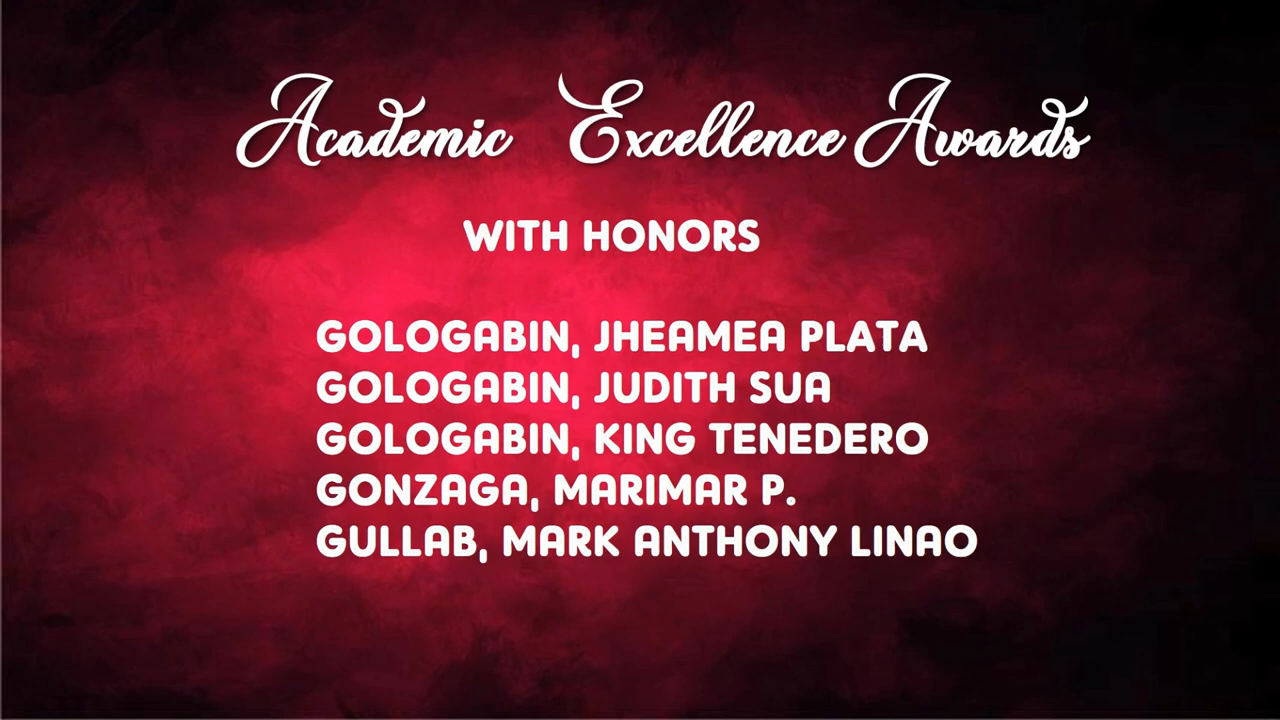 Academic Excellence Awards
WITH HONORS
GOLOGABIN, JHEAMEA PLATA
GOLOGABIN, JUDITH SUA
GOLOGABIN, KING TENEDERO
GONZAGA, MARIMAR P.
GULLAB, MARK ANTHONY LINAO